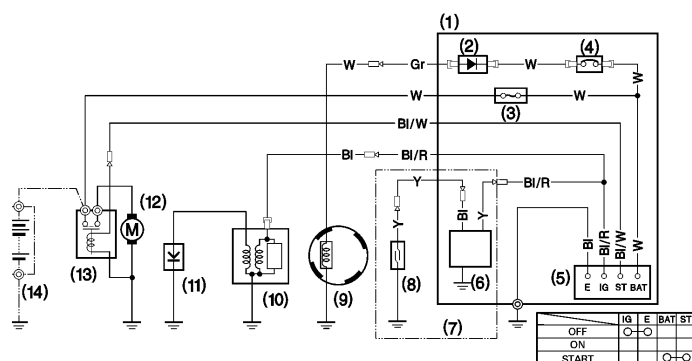 (1)
(2)
(4)
W
Gr
W
W
W
W
(3)
W
Bl/W
Bl
Bl/R
Y
Bl/R
(12)
M
Bl
Y
Y
Bl
Bl/R
Bl/W
W
(5)
E IG ST BAT
(13)
(14)
(11)
(10)
(9)
(8)
(6)
(7)
IG E BAT ST
OFF
ON
START